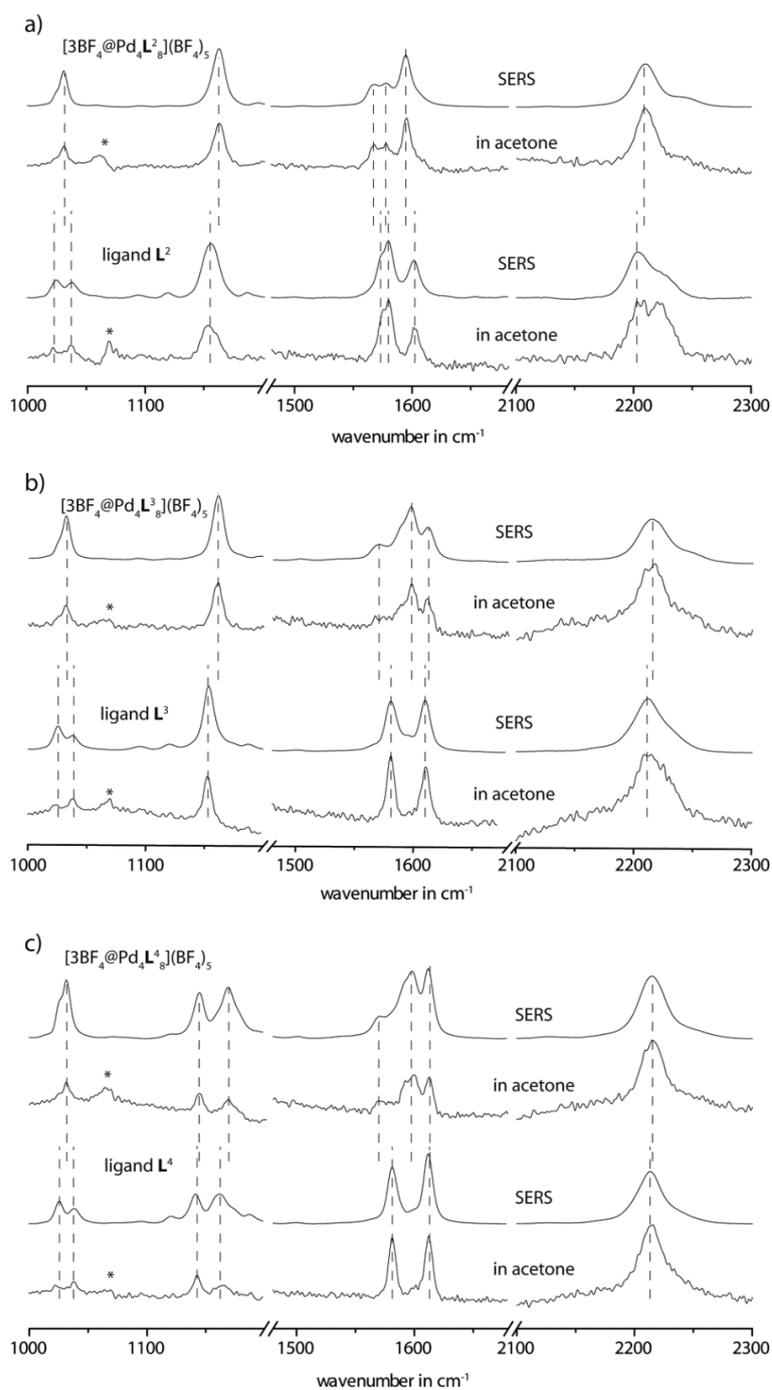 a)
[3BF₄@Pd₄L²₈](BF₄)₅
SERS
*
in acetone
ligand L²
SERS
*
in acetone
1000 1100 1500 1600 2100 2200 2300
wavenumber in cm⁻¹
b)
[3BF₄@Pd₄L³₈](BF₄)₅
SERS
*
in acetone
ligand L³
SERS
*
in acetone
1000 1100 1500 1600 2100 2200 2300
wavenumber in cm⁻¹
c)
[3BF₄@Pd₄L⁴₈](BF₄)₅
SERS
*
in acetone
ligand L⁴
SERS
*
in acetone
1000 1100 1500 1600 2100 2200 2300
wavenumber in cm⁻¹